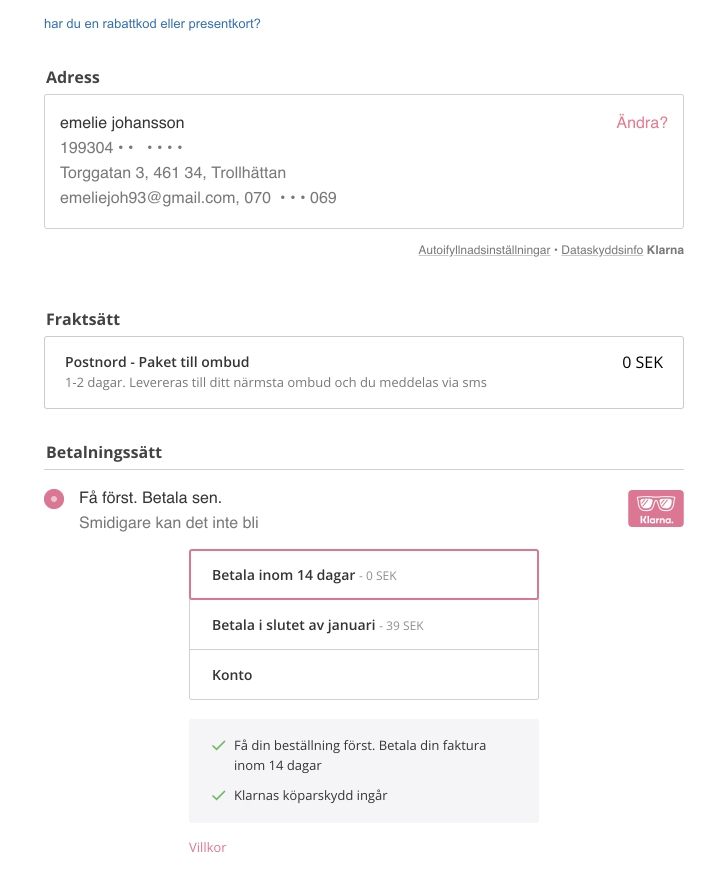 har du en rabattkod eller presentkort?
Adress
emelie johansson
Ändra?
199304 • • • • • •
Torggatan 3, 461 34, Trollhättan
emeliejoh93@gmail.com, 070 • • • 069
Autoifyllnadsinställningar • Dataskyddsinfo Klarna
Fraktsätt
Postnord - Paket till ombud
0 SEK
1-2 dagar. Levereras till ditt närmsta ombud och du meddelas via sms
Betalningssätt
Få först. Betala sen.
Smidigare kan det inte bli
Klarna.
Betala inom 14 dagar - 0 SEK
Betala i slutet av januari - 39 SEK
Konto
Få din beställning först. Betala din faktura
inom 14 dagar
Klarnas köparskydd ingår
Villkor